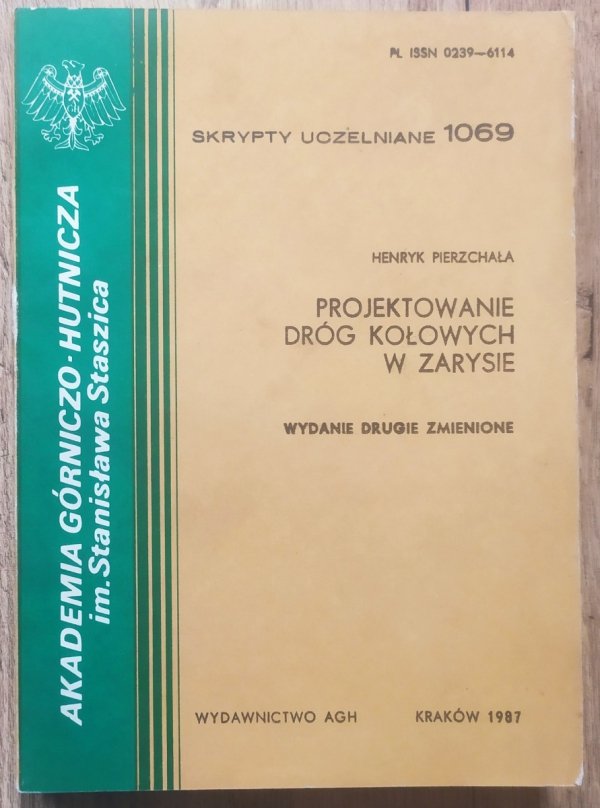 PL ISSN 0239—6114
SKRYPTY UCZELNIANE 1069
HENRYK PIERZCHAŁA
PROJEKTOWANIE
DRÓG KOŁOWYCH
W ZARYSIE
WYDANIE DRUGIE ZMIENIONE
WYDAWNICTWO AGH KRAKÓW 1987
AKADEMIA GÓRNICZO-HUTNICZA
im. Stanisława Staszica